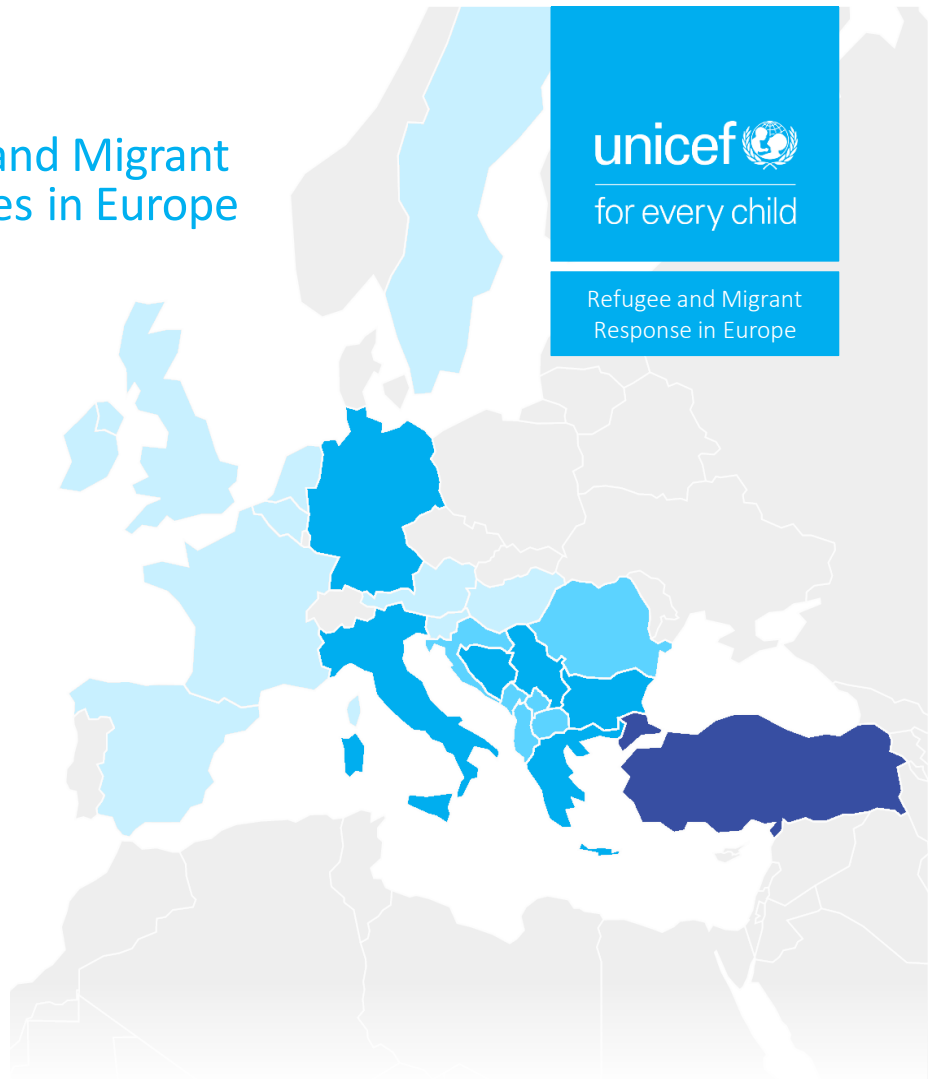 and Migrant
es in Europe
unicef
for every child
Refugee and Migrant
Response in Europe